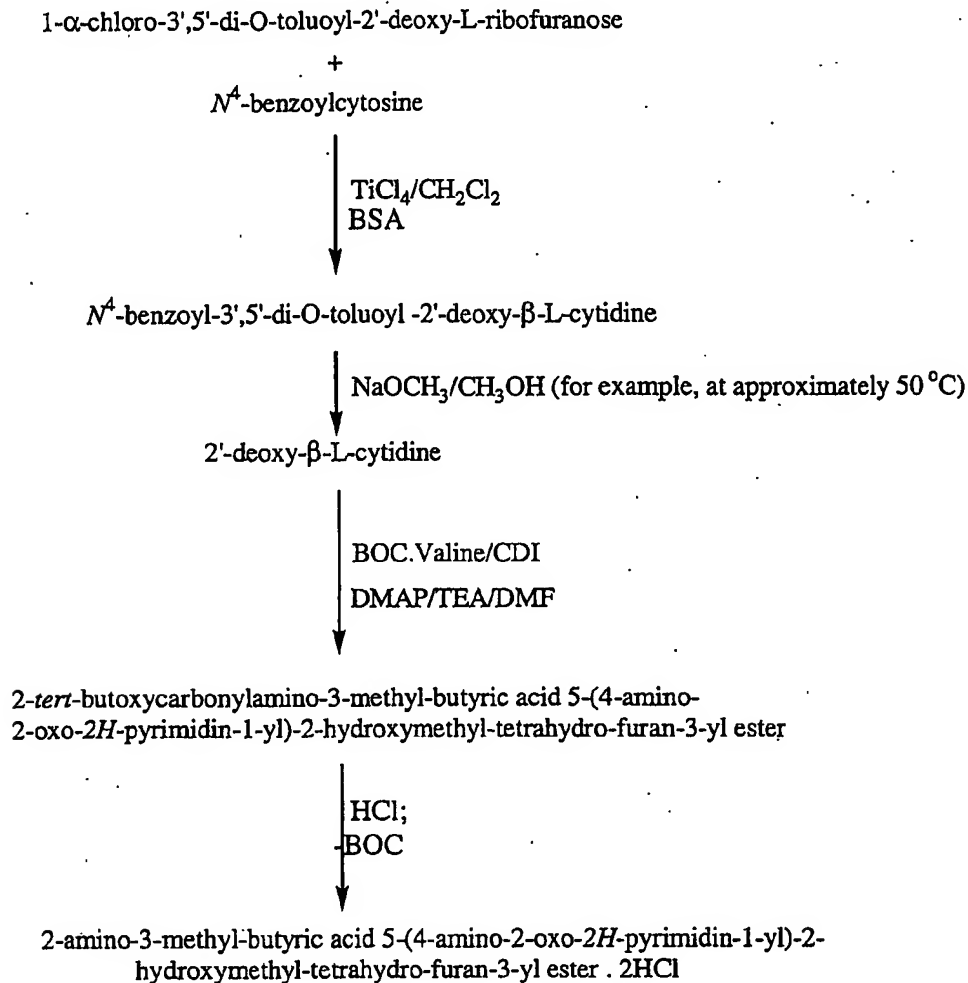 1-α-chloro-3',5'-di-O-toluoyl-2'-deoxy-L-ribofuranose
+
N⁴-benzoylcytosine
TiCl₄/CH₂Cl₂
BSA
N⁴-benzoyl-3',5'-di-O-toluoyl -2'-deoxy-β-L-cytidine
NaOCH₃/CH₃OH (for example, at approximately 50 °C)
2'-deoxy-β-L-cytidine
BOC.Valine/CDI
DMAP/TEA/DMF
2-tert-butoxycarbonylamino-3-methyl-butyric acid 5-(4-amino-
2-oxo-2H-pyrimidin-1-yl)-2-hydroxymethyl-tetrahydro-furan-3-yl ester
HCl;
-BOC
2-amino-3-methyl-butyric acid 5-(4-amino-2-oxo-2H-pyrimidin-1-yl)-2-
hydroxymethyl-tetrahydro-furan-3-yl ester . 2HCl